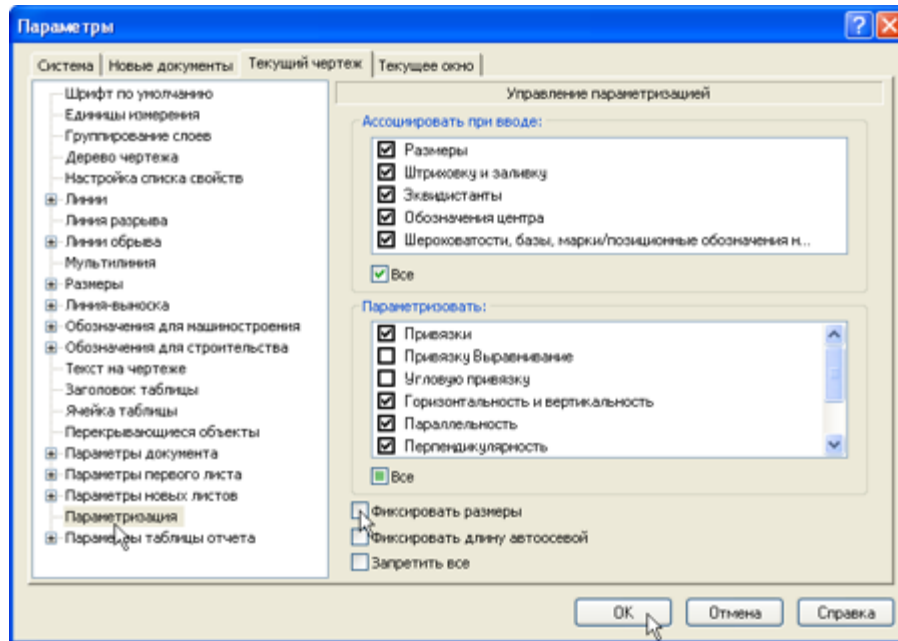 Параметры
Система
Новые документы
Текущий чертеж
Текущее окно
Шрифт по умолчанию
Единицы измерения
Группирование слоев
Дерево чертежа
Настройка списка свойств
Линии
Линия разрыва
Линии обрыва
Мультилиния
Размеры
Линия-выноска
Обозначения для машиностроения
Обозначения для строительства
Текст на чертеже
Заголовок таблицы
Ячейка таблицы
Перекрывающиеся объекты
Параметры документа
Параметры первого листа
Параметры новых листов
Параметризация
Параметры таблицы отчета
Управление параметризацией
Ассоциировать при вводе:
Размеры
Штриховку и заливку
Эквидистанты
Обозначения центра
Шероховатости, базы, марки/позиционные обозначения н...
Все
Параметризовать:
Привязки
Привязку Выравнивание
Угловую привязку
Горизонтальность и вертикальность
Параллельность
Перпендикулярность
Все
Фиксировать размеры
Фиксировать длину автоосевой
Запретить все
OK
Отмена
Справка